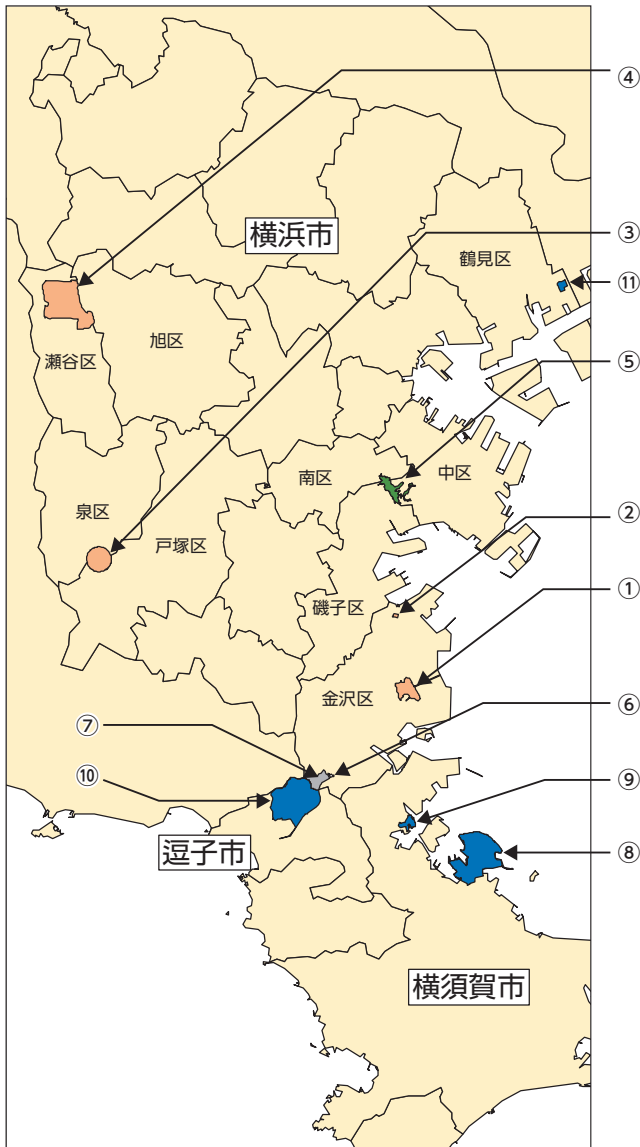 ④
③
横浜市
鶴見区
⑪
旭区
瀬谷区
⑤
南区
中区
泉区
戸塚区
②
磯子区
①
金沢区
⑦
⑥
⑩
⑨
逗子市
⑧
横須賀市